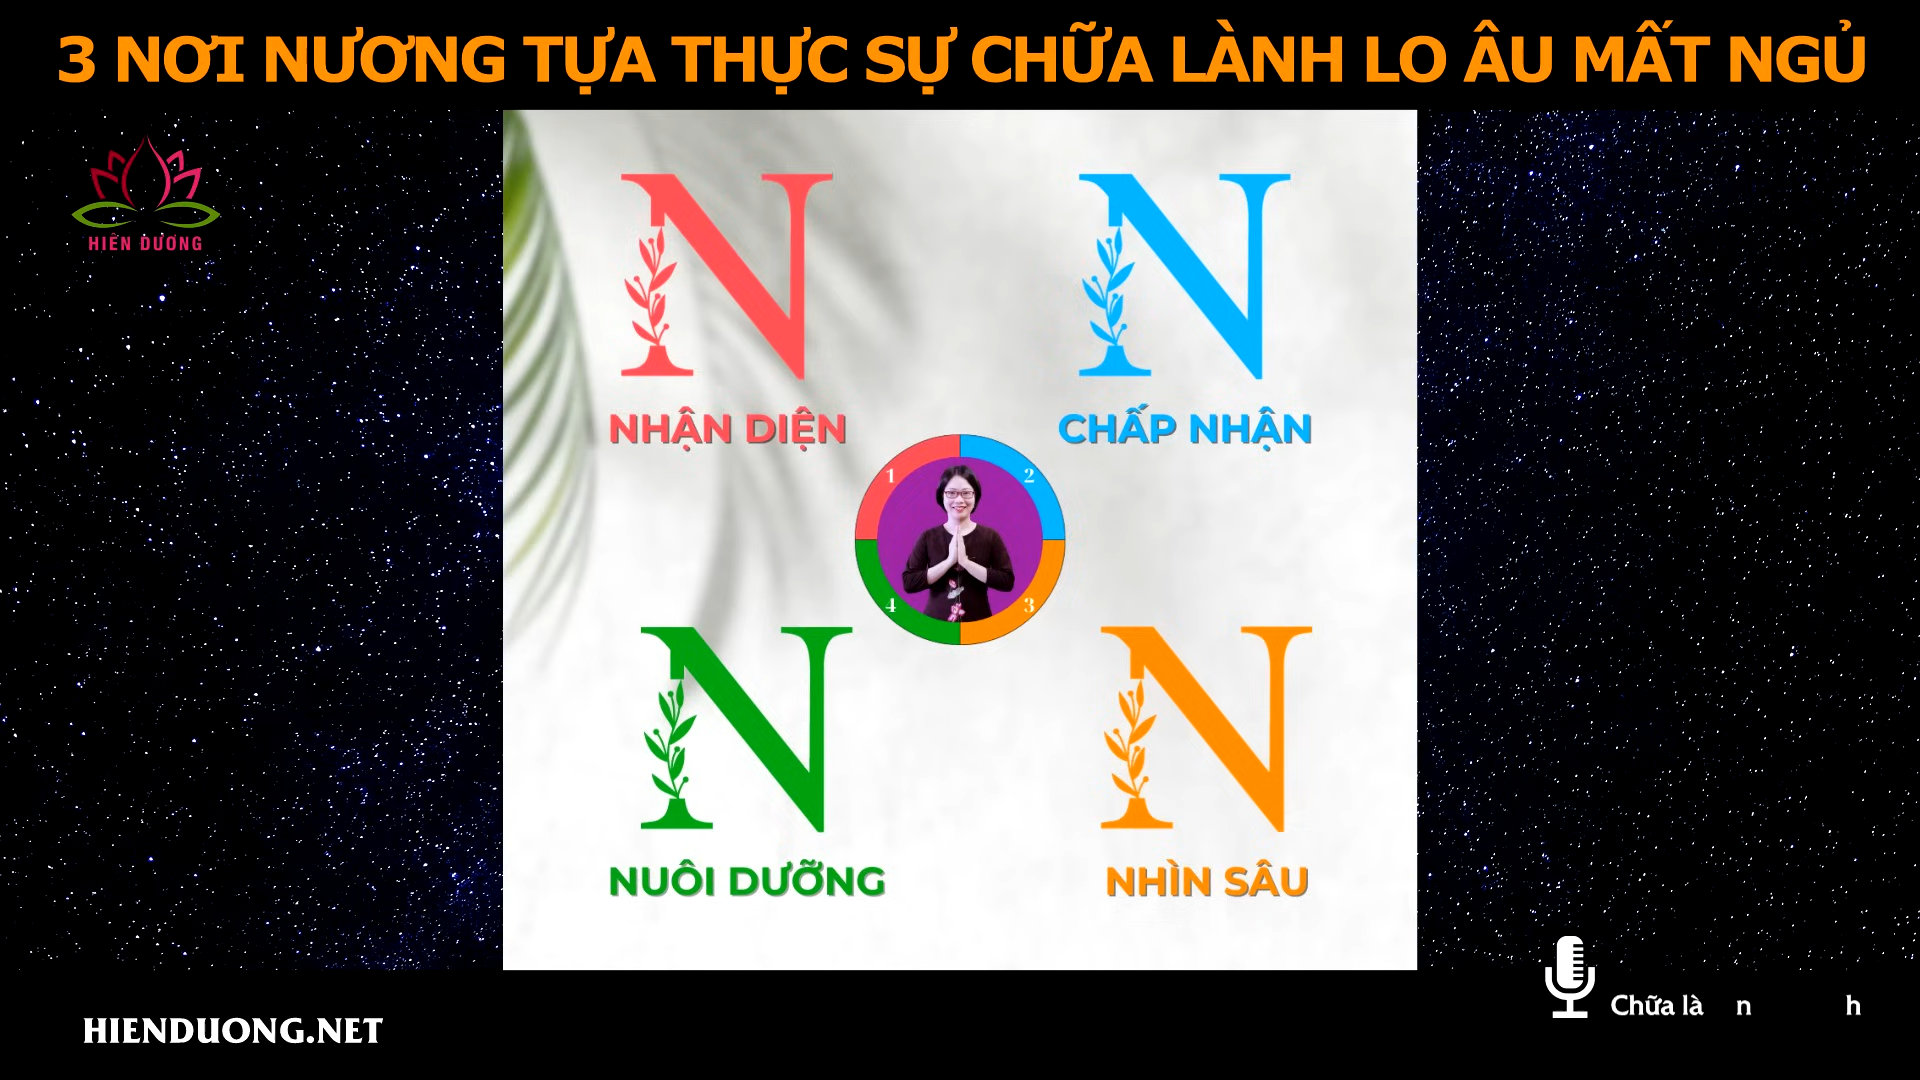 3 NƠI NƯƠNG TỰA THỰC SỰ CHỮA LÀNH LO ÂU MẤT NGỦ
HIÊN DƯƠNG
N N
NHẬN DIỆN CHẤP NHẬN
1 2
4 3
N N
NUÔI DƯỠNG NHÌN SÂU
Chữa là n h
HIENDUONG.NET